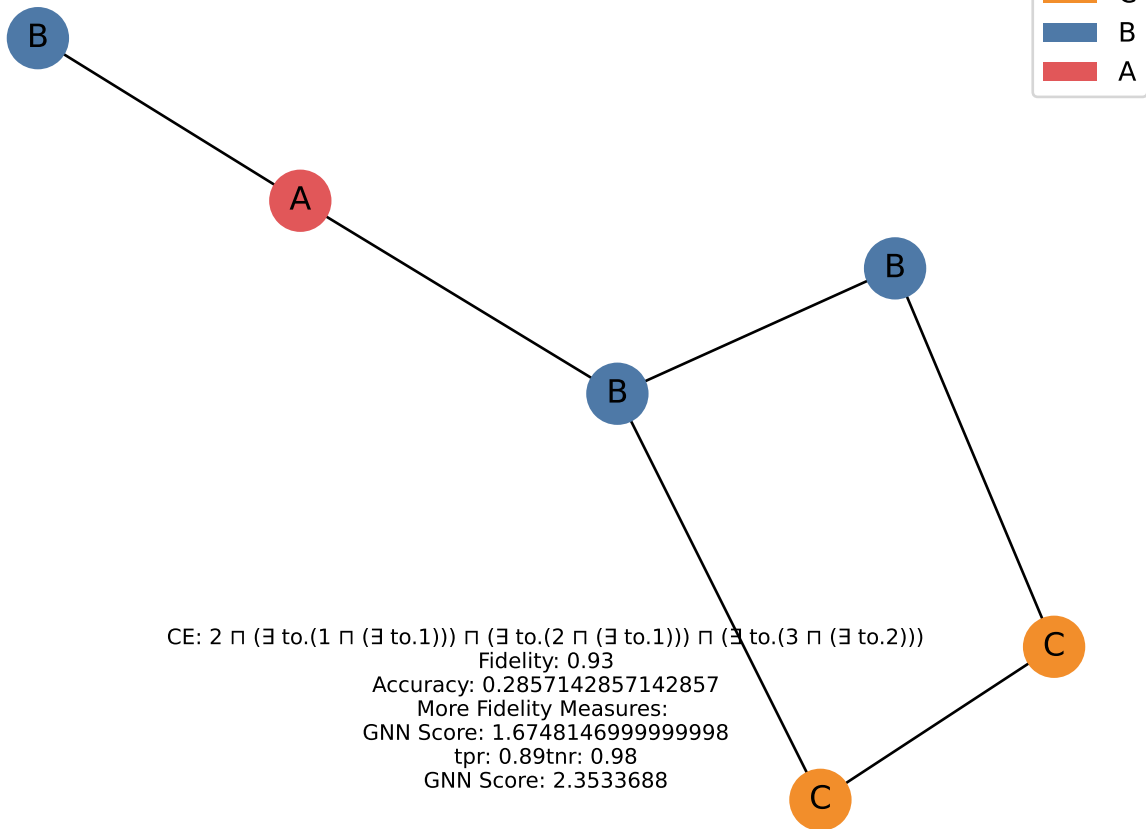 B
B
A
A
B
B
C
CE: 2 ⊓ (∃ to.(1 ⊓ (∃ to.1))) ⊓ (∃ to.(2 ⊓ (∃ to.1))) ⊓ (∃ to.(3 ⊓ (∃ to.2)))
Fidelity: 0.93
Accuracy: 0.2857142857142857
More Fidelity Measures:
GNN Score: 1.6748146999999998
tpr: 0.89tnr: 0.98
GNN Score: 2.3533688
C